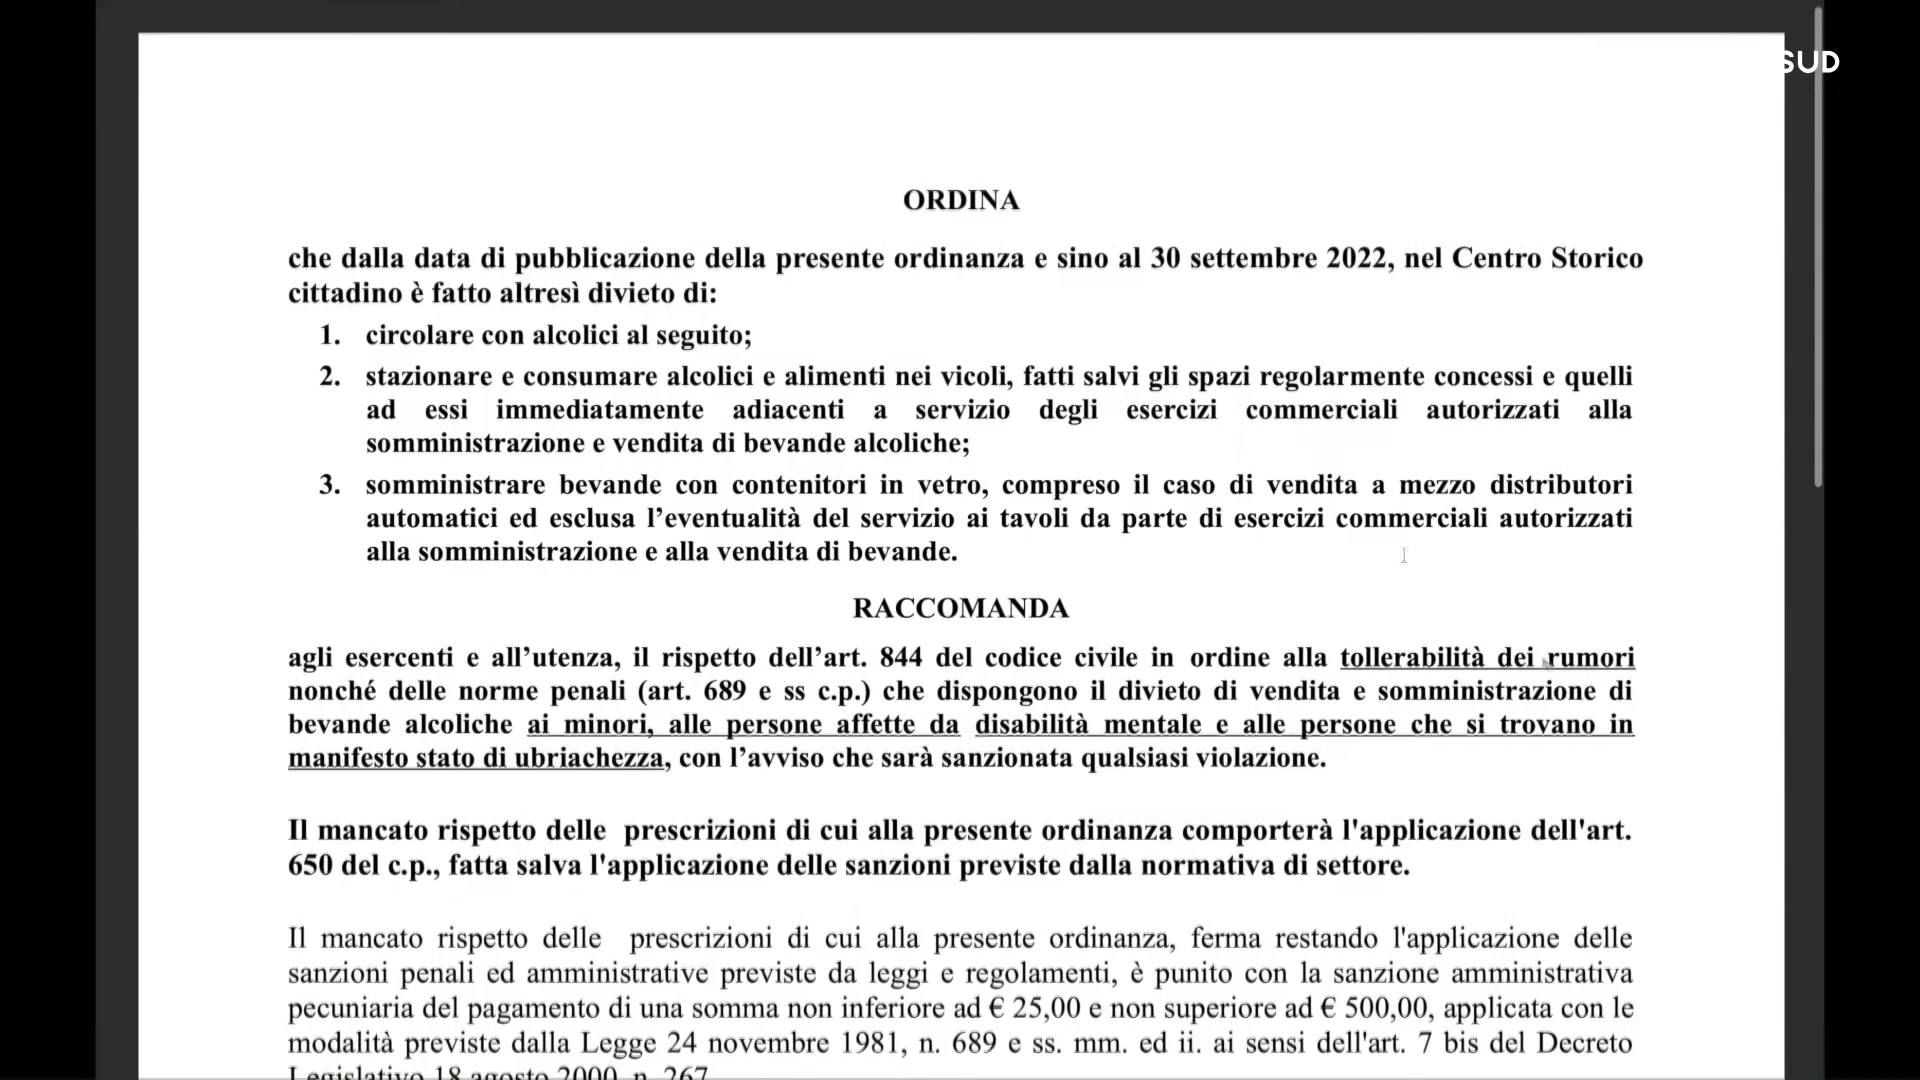 SUD
ORDINA
che dalla data di pubblicazione della presente ordinanza e sino al 30 settembre 2022, nel Centro Storico
cittadino è fatto altresì divieto di:
1. circolare con alcolici al seguito;
2. stazionare e consumare alcolici e alimenti nei vicoli, fatti salvi gli spazi regolarmente concessi e quelli
ad essi immediatamente adiacenti a servizio degli esercizi commerciali autorizzati alla
somministrazione e vendita di bevande alcoliche;
3. somministrare bevande con contenitori in vetro, compreso il caso di vendita a mezzo distributori
automatici ed esclusa l’eventualità del servizio ai tavoli da parte di esercizi commerciali autorizzati
alla somministrazione e alla vendita di bevande.
RACCOMANDA
agli esercenti e all’utenza, il rispetto dell’art. 844 del codice civile in ordine alla tollerabilità dei rumori
nonché delle norme penali (art. 689 e ss c.p.) che dispongono il divieto di vendita e somministrazione di
bevande alcoliche ai minori, alle persone affette da disabilità mentale e alle persone che si trovano in
manifesto stato di ubriachezza, con l’avviso che sarà sanzionata qualsiasi violazione.
Il mancato rispetto delle prescrizioni di cui alla presente ordinanza comporterà l'applicazione dell'art.
650 del c.p., fatta salva l'applicazione delle sanzioni previste dalla normativa di settore.
Il mancato rispetto delle prescrizioni di cui alla presente ordinanza, ferma restando l'applicazione delle
sanzioni penali ed amministrative previste da leggi e regolamenti, è punito con la sanzione amministrativa
pecuniaria del pagamento di una somma non inferiore ad € 25,00 e non superiore ad € 500,00, applicata con le
modalità previste dalla Legge 24 novembre 1981, n. 689 e ss. mm. ed ii. ai sensi dell'art. 7 bis del Decreto
Legislativo 18 agosto 2000, n. 267